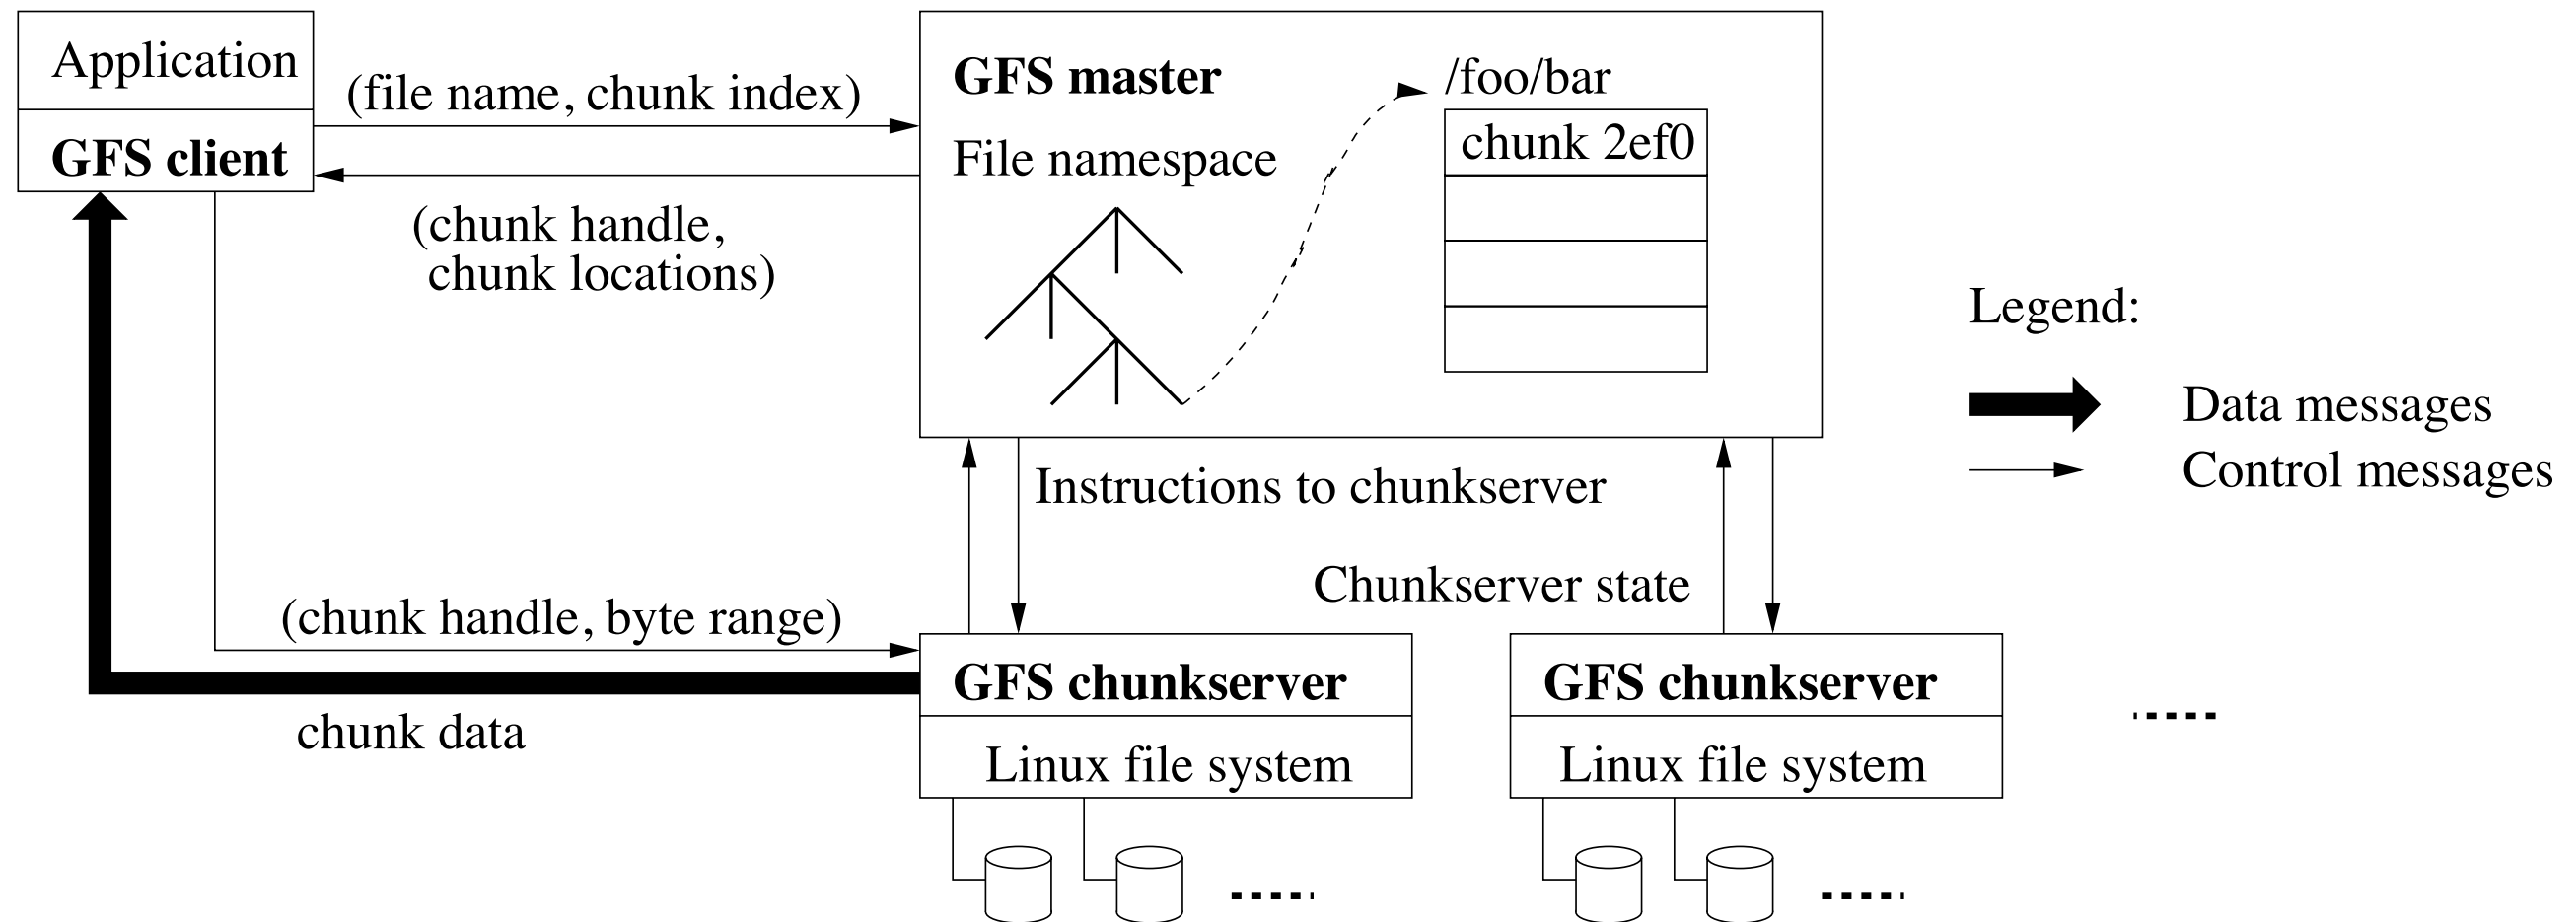 Application
GFS client
(file name, chunk index)
(chunk handle,
chunk locations)
GFS master
File namespace
/foo/bar
chunk 2ef0
Legend:
Data messages
Control messages
Instructions to chunkserver
Chunkserver state
(chunk handle, byte range)
chunk data
GFS chunkserver
Linux file system
GFS chunkserver
Linux file system